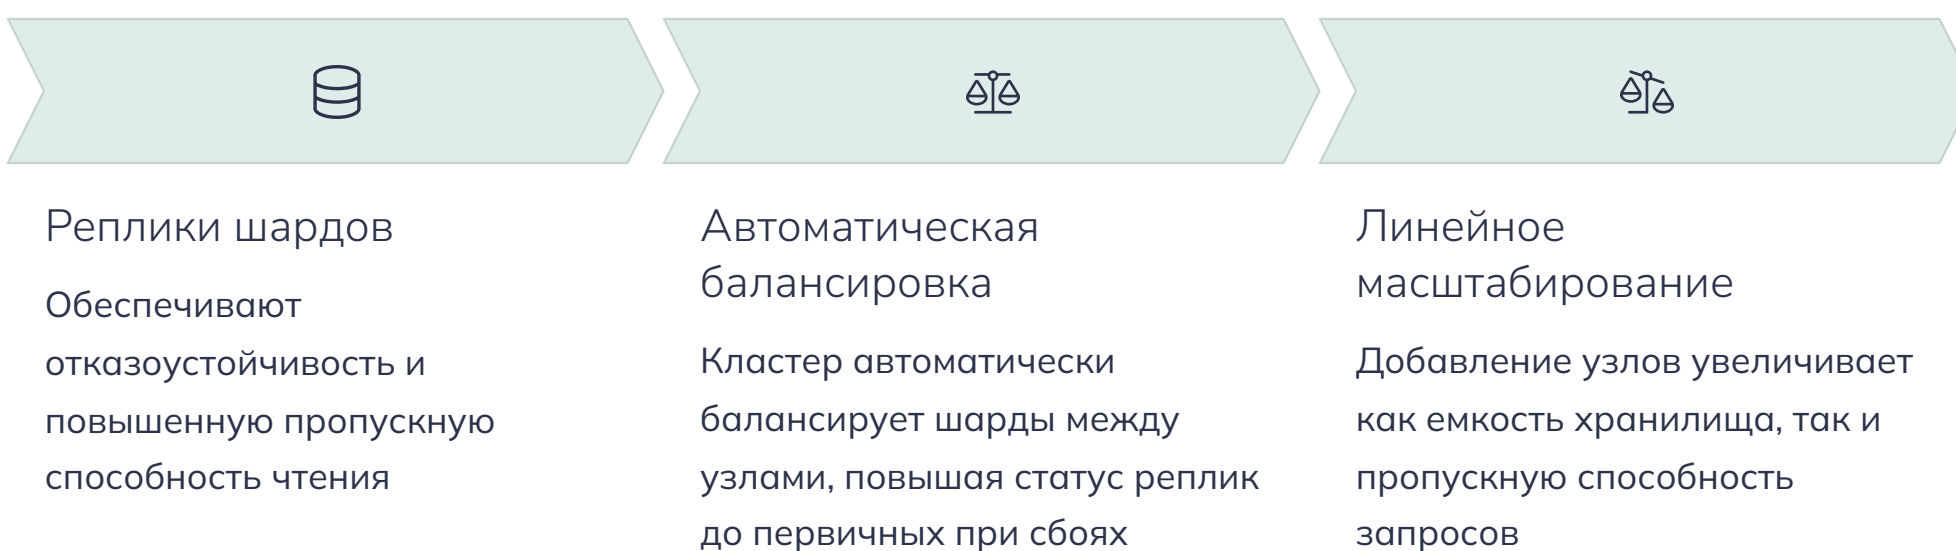 Реплики шардов
Обеспечивают
отказоустойчивость и
повышенную пропускную
способность чтения
Автоматическая
балансировка
Кластер автоматически
балансирует шарды между
узлами, повышая статус реплик
до первичных при сбоях
Линейное
масштабирование
Добавление узлов увеличивает
как емкость хранилища, так и
пропускную способность
запросов